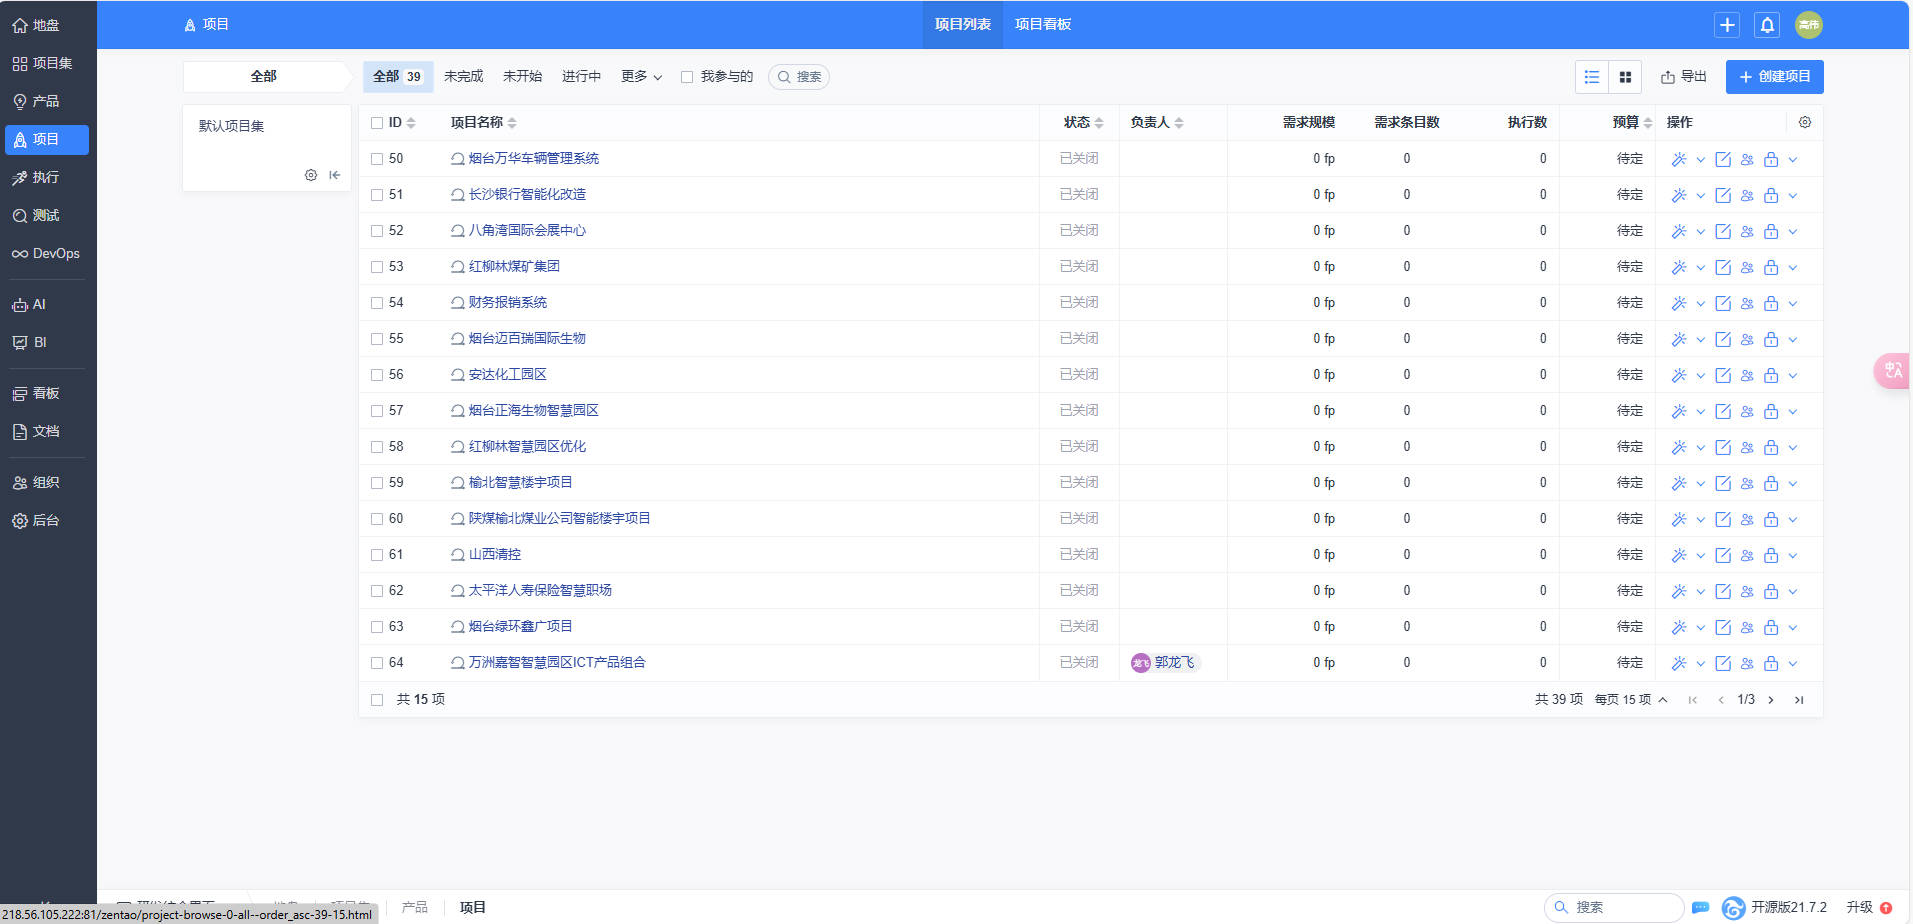 地盘
项目集
产品
项目
执行
测试
DevOps
AI
BI
看板
文档
组织
后台
项目
项目列表
项目看板
高伟
全部
默认项目集
全部 39 未完成 未开始 进行中 更多 我参与的 搜索
导出
创建项目
ID 项目名称 状态 负责人 需求规模 需求条目数 执行数 预算 操作
50 烟台万华车辆管理系统 已关闭 0 fp 0 0 待定
51 长沙银行智能化改造 已关闭 0 fp 0 0 待定
52 八角湾国际会展中心 已关闭 0 fp 0 0 待定
53 红柳林煤矿集团 已关闭 0 fp 0 0 待定
54 财务报销系统 已关闭 0 fp 0 0 待定
55 烟台迈百瑞国际生物 已关闭 0 fp 0 0 待定
56 安达化工园区 已关闭 0 fp 0 0 待定
57 烟台正海生物智慧园区 已关闭 0 fp 0 0 待定
58 红柳林智慧园区优化 已关闭 0 fp 0 0 待定
59 榆北智慧楼宇项目 已关闭 0 fp 0 0 待定
60 陕煤榆北煤业公司智能楼宇项目 已关闭 0 fp 0 0 待定
61 山西清控 已关闭 0 fp 0 0 待定
62 太平洋人寿保险智慧职场 已关闭 0 fp 0 0 待定
63 烟台绿环鑫广项目 已关闭 0 fp 0 0 待定
64 万洲嘉智智慧园区ICT产品组合 已关闭 龙飞 郭龙飞 0 fp 0 0 待定
共 15 项
共 39 项 每页 15 项 1/3
中A
218.56.105.222:81/zentao/project-browse-0-all--order_asc-39-15.html
产品
项目
搜索
开源版21.7.2
升级